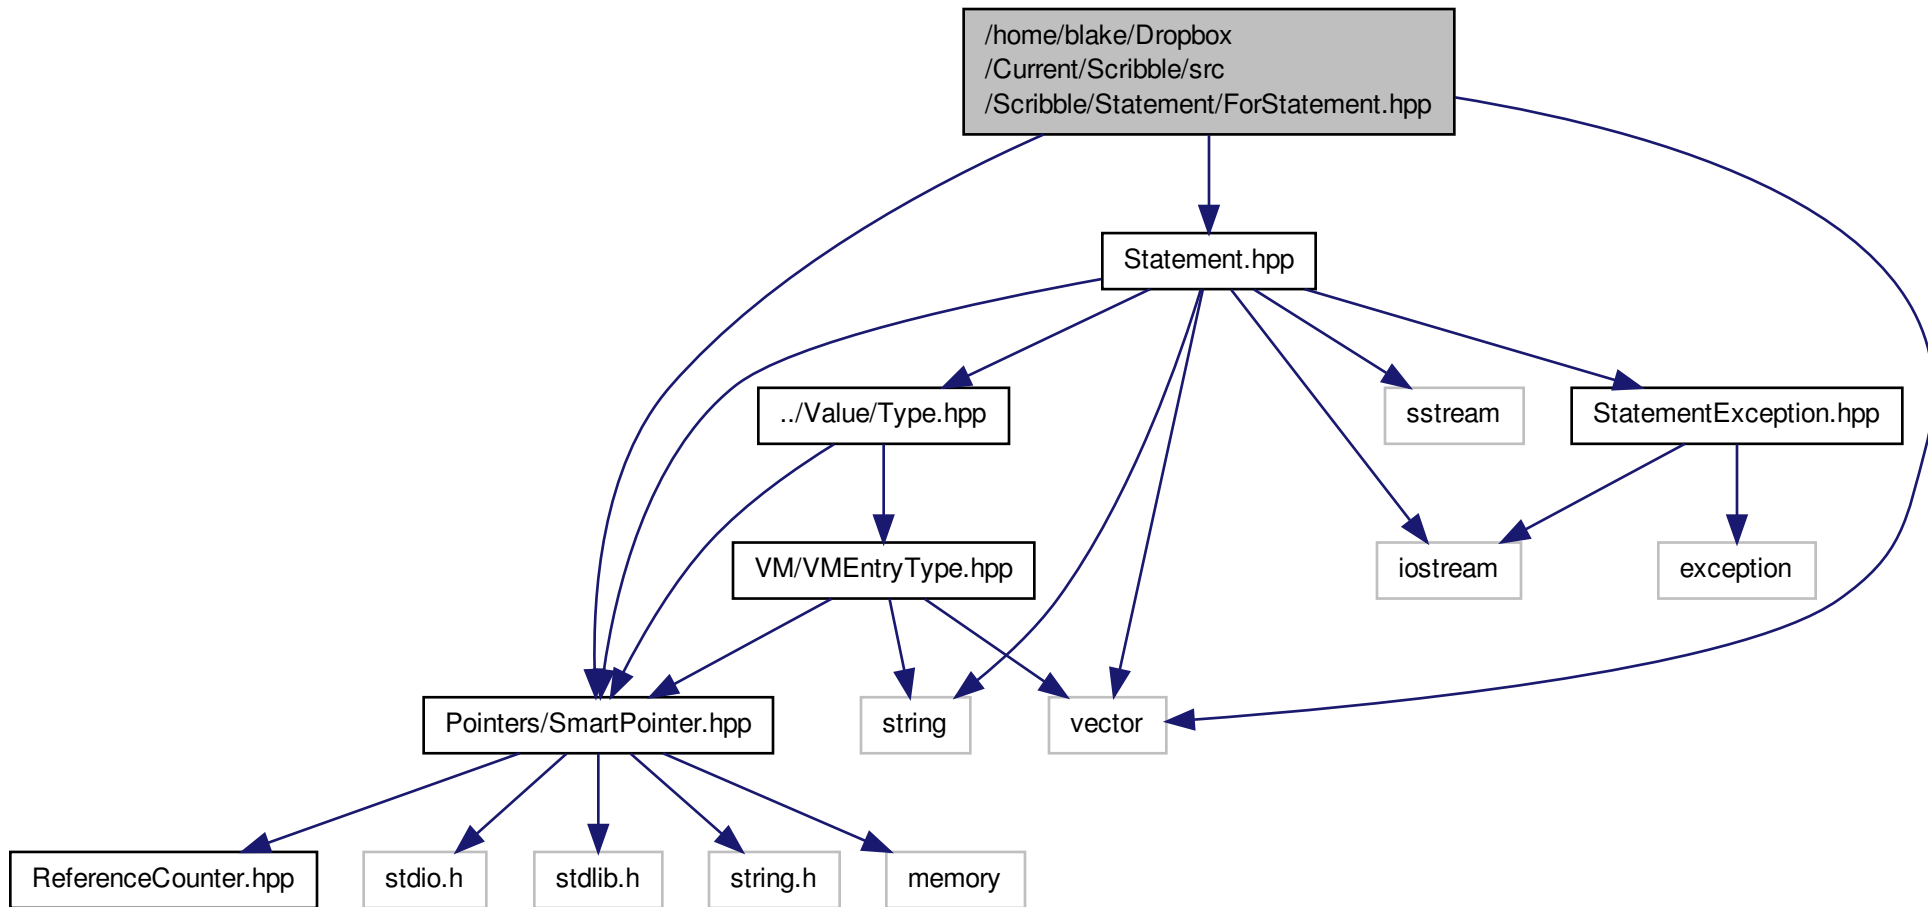 /home/blake/Dropbox
/Current/Scribble/src
/Scribble/Statement/ForStatement.hpp
Statement.hpp
../Value/Type.hpp
sstream
StatementException.hpp
VM/VMEntryType.hpp
iostream
exception
Pointers/SmartPointer.hpp
string
vector
ReferenceCounter.hpp
stdio.h
stdlib.h
string.h
memory